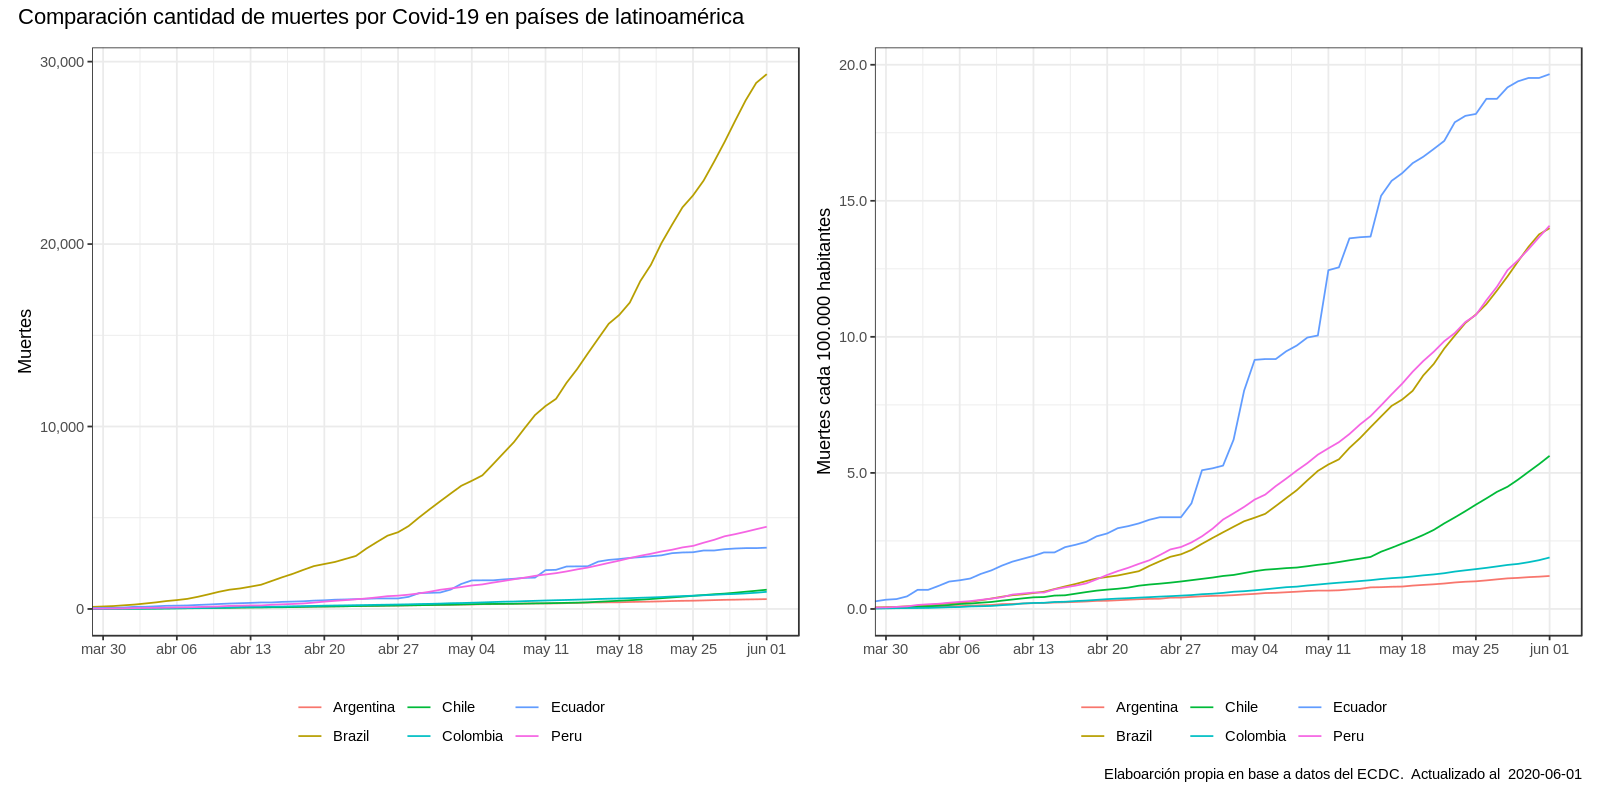 Comparación cantidad de muertes por Covid-19 en países de latinoamérica
Muertes
30,000
20,000
10,000
0
mar 30 abr 06 abr 13 abr 20 abr 27 may 04 may 11 may 18 may 25 jun 01
Argentina Chile Ecuador
Brazil Colombia Peru
Muertes cada 100.000 habitantes
20.0
15.0
10.0
5.0
0.0
mar 30 abr 06 abr 13 abr 20 abr 27 may 04 may 11 may 18 may 25 jun 01
Argentina Chile Ecuador
Brazil Colombia Peru
Elaboarción propia en base a datos del ECDC. Actualizado al 2020-06-01